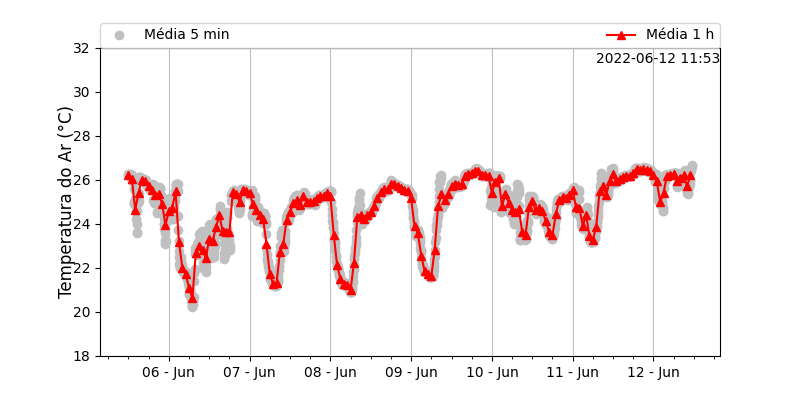 Média 5 min
Média 1 h
2022-06-12 11:53
Temperatura do Ar (°C)
32
30
28
26
24
22
20
18
06 - Jun
07 - Jun
08 - Jun
09 - Jun
10 - Jun
11 - Jun
12 - Jun